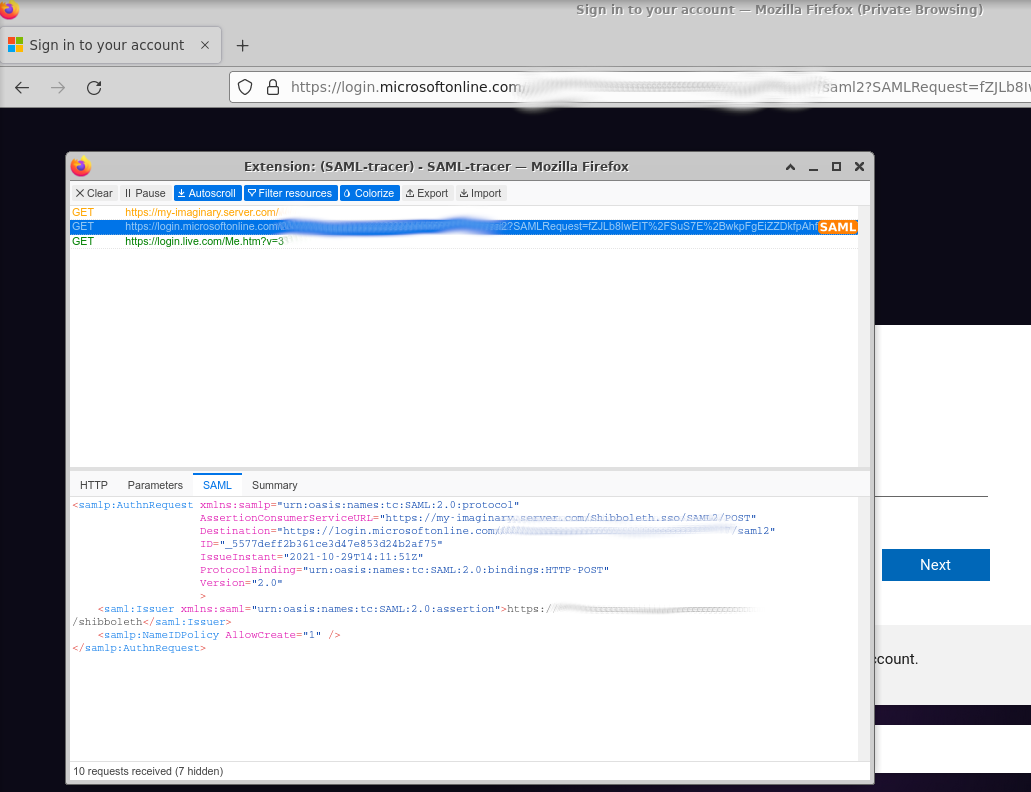 Sign in to your account — Mozilla Firefox (Private Browsing)
Sign in to your account
https://login.microsoftonline.com/ /saml2?SAMLRequest=fZJLb8Iw
Extension: (SAML-tracer) - SAML-tracer — Mozilla Firefox
Clear Pause Autoscroll Filter resources Colorize Export Import
GET https://my-imaginary.server.com/
GET https://login.microsoftonline.com/ 2?SAMLRequest=fZJLb8IwEIT%2FSuS7E%2BwkpFgEiZZDkfpAhf SAML
GET https://login.live.com/Me.htm?v=3
HTTP Parameters SAML Summary
<samlp:AuthnRequest xmlns:samlp="urn:oasis:names:tc:SAML:2.0:protocol"
AssertionConsumerServiceURL="https://my-imaginary.server.com/Shibboleth.sso/SAML2/POST"
Destination="https://login.microsoftonline.com/ /saml2"
ID="_5577deff2b361ce3d47e853d24b2af75"
IssueInstant="2021-10-29T14:11:51Z"
ProtocolBinding="urn:oasis:names:tc:SAML:2.0:bindings:HTTP-POST"
Version="2.0"
>
<saml:Issuer xmlns:saml="urn:oasis:names:tc:SAML:2.0:assertion">https://
/shibboleth</saml:Issuer>
<samlp:NameIDPolicy AllowCreate="1" />
</samlp:AuthnRequest>
10 requests received (7 hidden)
Next
count.